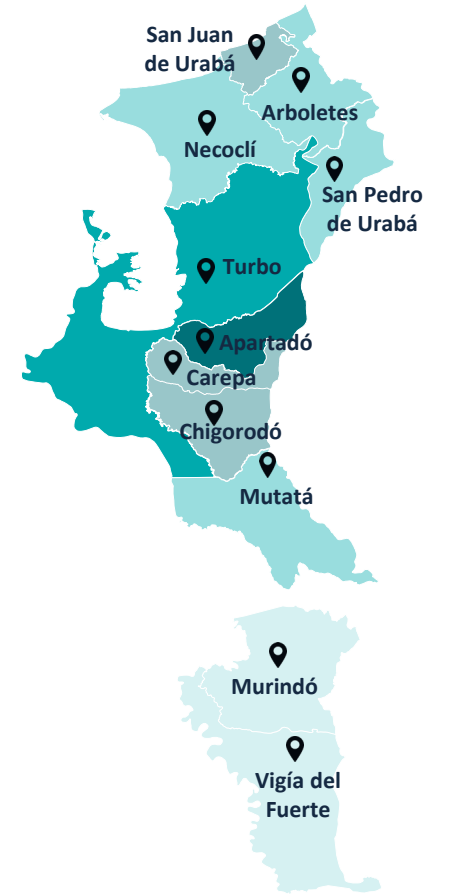 San Juan
de Urabá
Arboletes
Necoclí
San Pedro
de Urabá
Turbo
Apartadó
Carepa
Chigorodó
Mutatá
Murindó
Vigía del
Fuerte